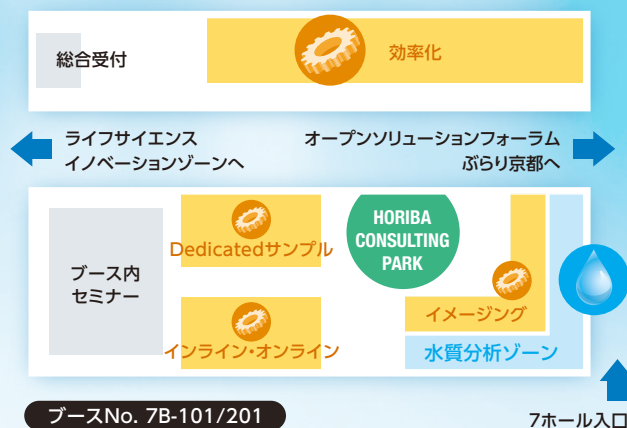 総合受付
効率化
ライフサイエンス
イノベーションゾーンへ
オープンソリューションフォーラム
ぶらり京都へ
ブース内
セミナー
Dedicatedサンプル
インライン・オンライン
HORIBA
CONSULTING
PARK
イメージング
水質分析ゾーン
ブースNo. 7B-101/201
7ホール入口